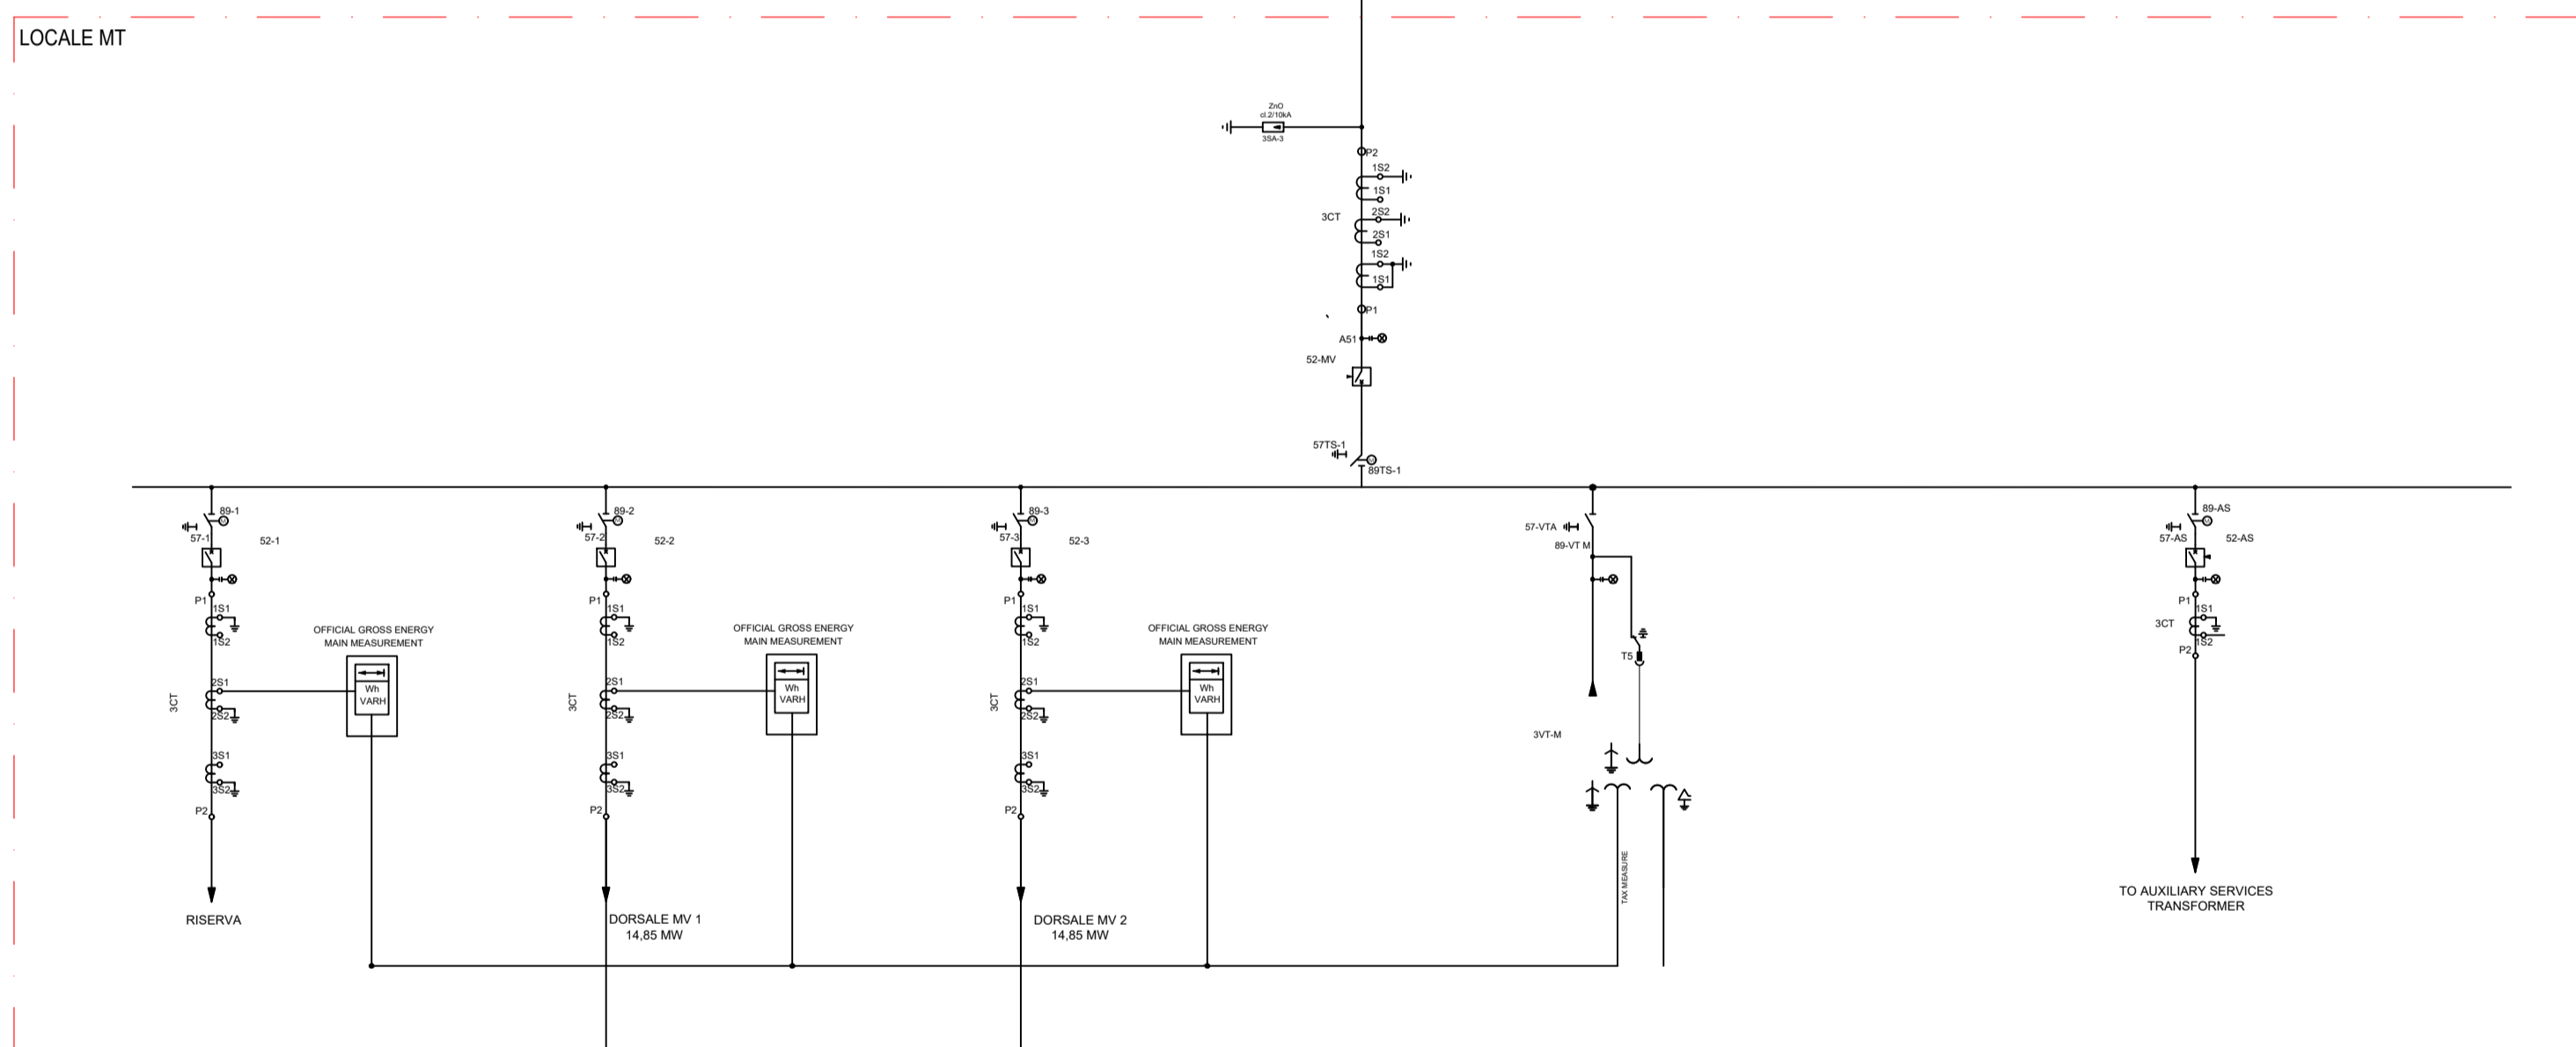 LOCALE MT
ZnO
cl.2/10kA
3SA-3
P2
1S2
1S1
3CT
2S2
2S1
1S2
1S1
P1
A51
52-MV
57TS-1
89TS-1
89-1
57-1
52-1
P1
1S1
1S2
OFFICIAL GROSS ENERGY
MAIN MEASUREMENT
2S1
Wh
VARH
3CT
2S2
3S1
3S2
P2
RISERVA
89-2
57-2
52-2
P1
1S1
1S2
OFFICIAL GROSS ENERGY
MAIN MEASUREMENT
2S1
Wh
VARH
3CT
2S2
3S1
3S2
P2
DORSALE MV 1
14,85 MW
89-3
57-3
52-3
P1
1S1
1S2
OFFICIAL GROSS ENERGY
MAIN MEASUREMENT
2S1
Wh
VARH
3CT
2S2
3S1
3S2
P2
DORSALE MV 2
14,85 MW
57-VTA
89-VT M
T5
3VT-M
TAX MEASURE
89-AS
57-AS
52-AS
P1
1S1
3CT
1S2
P2
TO AUXILIARY SERVICES
TRANSFORMER